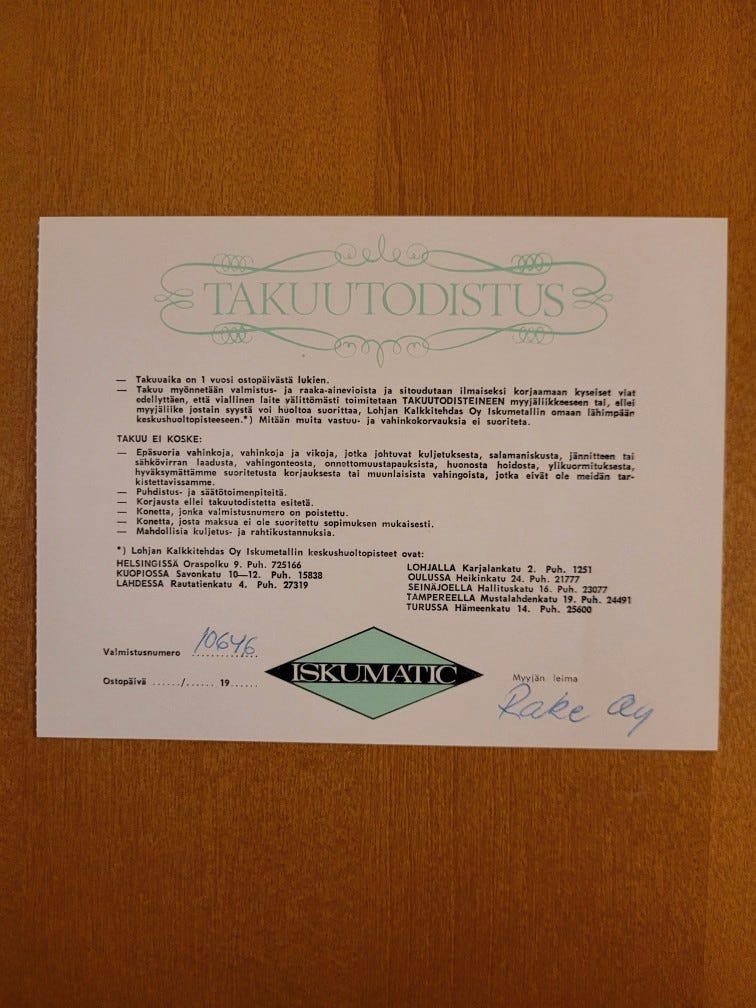 TAKUUTODISTUS
— Takuuaika on 1 vuosi ostopäivästä lukien.
— Takuu myönnetään valmistus- ja raaka-ainevioista ja sitoudutaan ilmaiseksi korjaamaan kyseiset viat
edellyttäen, että viallinen laite välittömästi toimitetaan TAKUUTODISTEINEEN myyjäliikkeeseen tai, ellei
myyjäliike jostain syystä voi huoltoa suorittaa, Lohjan Kalkkitehdas Oy Iskumetallin omaan lähimpään
keskushuoltopisteeseen.*) Mitään muita vastuu- ja vahinkokorvauksia ei suoriteta.
TAKUU EI KOSKE:
— Epäsuoria vahinkoja, vahinkoja ja vikoja, jotka johtuvat kuljetuksesta, salamaniskusta, jännitteen tai
sähkövirran laadusta, vahingonteosta, onnettomuustapauksista, huonosta hoidosta, ylikuormituksesta,
hyväksymättämme suoritetusta korjauksesta tai muunlaisista vahingoista, jotka eivät ole meidän tar-
kistettavissamme.
— Puhdistus- ja säätötoimenpiteitä.
— Korjausta ellei takuutodistetta esitetä.
— Konetta, jonka valmistusnumero on poistettu.
— Konetta, josta maksua ei ole suoritettu sopimuksen mukaisesti.
— Mahdollisia kuljetus- ja rahtikustannuksia.
*) Lohjan Kalkkitehdas Oy Iskumetallin keskushuoltopisteet ovat:
HELSINGISSÄ Oraspolku 9. Puh. 725166
KUOPIOSSA Savonkatu 10—12. Puh. 15838
LAHDESSA Rautatienkatu 4. Puh. 27319
LOHJALLA Karjalankatu 2. Puh. 1251
OULUSSA Heikinkatu 24. Puh. 21777
SEINÄJOELLA Hallituskatu 16. Puh. 23077
TAMPEREELLA Mustalahdenkatu 19. Puh. 24491
TURUSSA Hämeenkatu 14. Puh. 25600
Valmistusnumero 10646
Ostopäivä ....../...... 19......
ISKUMATIC
Myyjän leima
Rake Oy